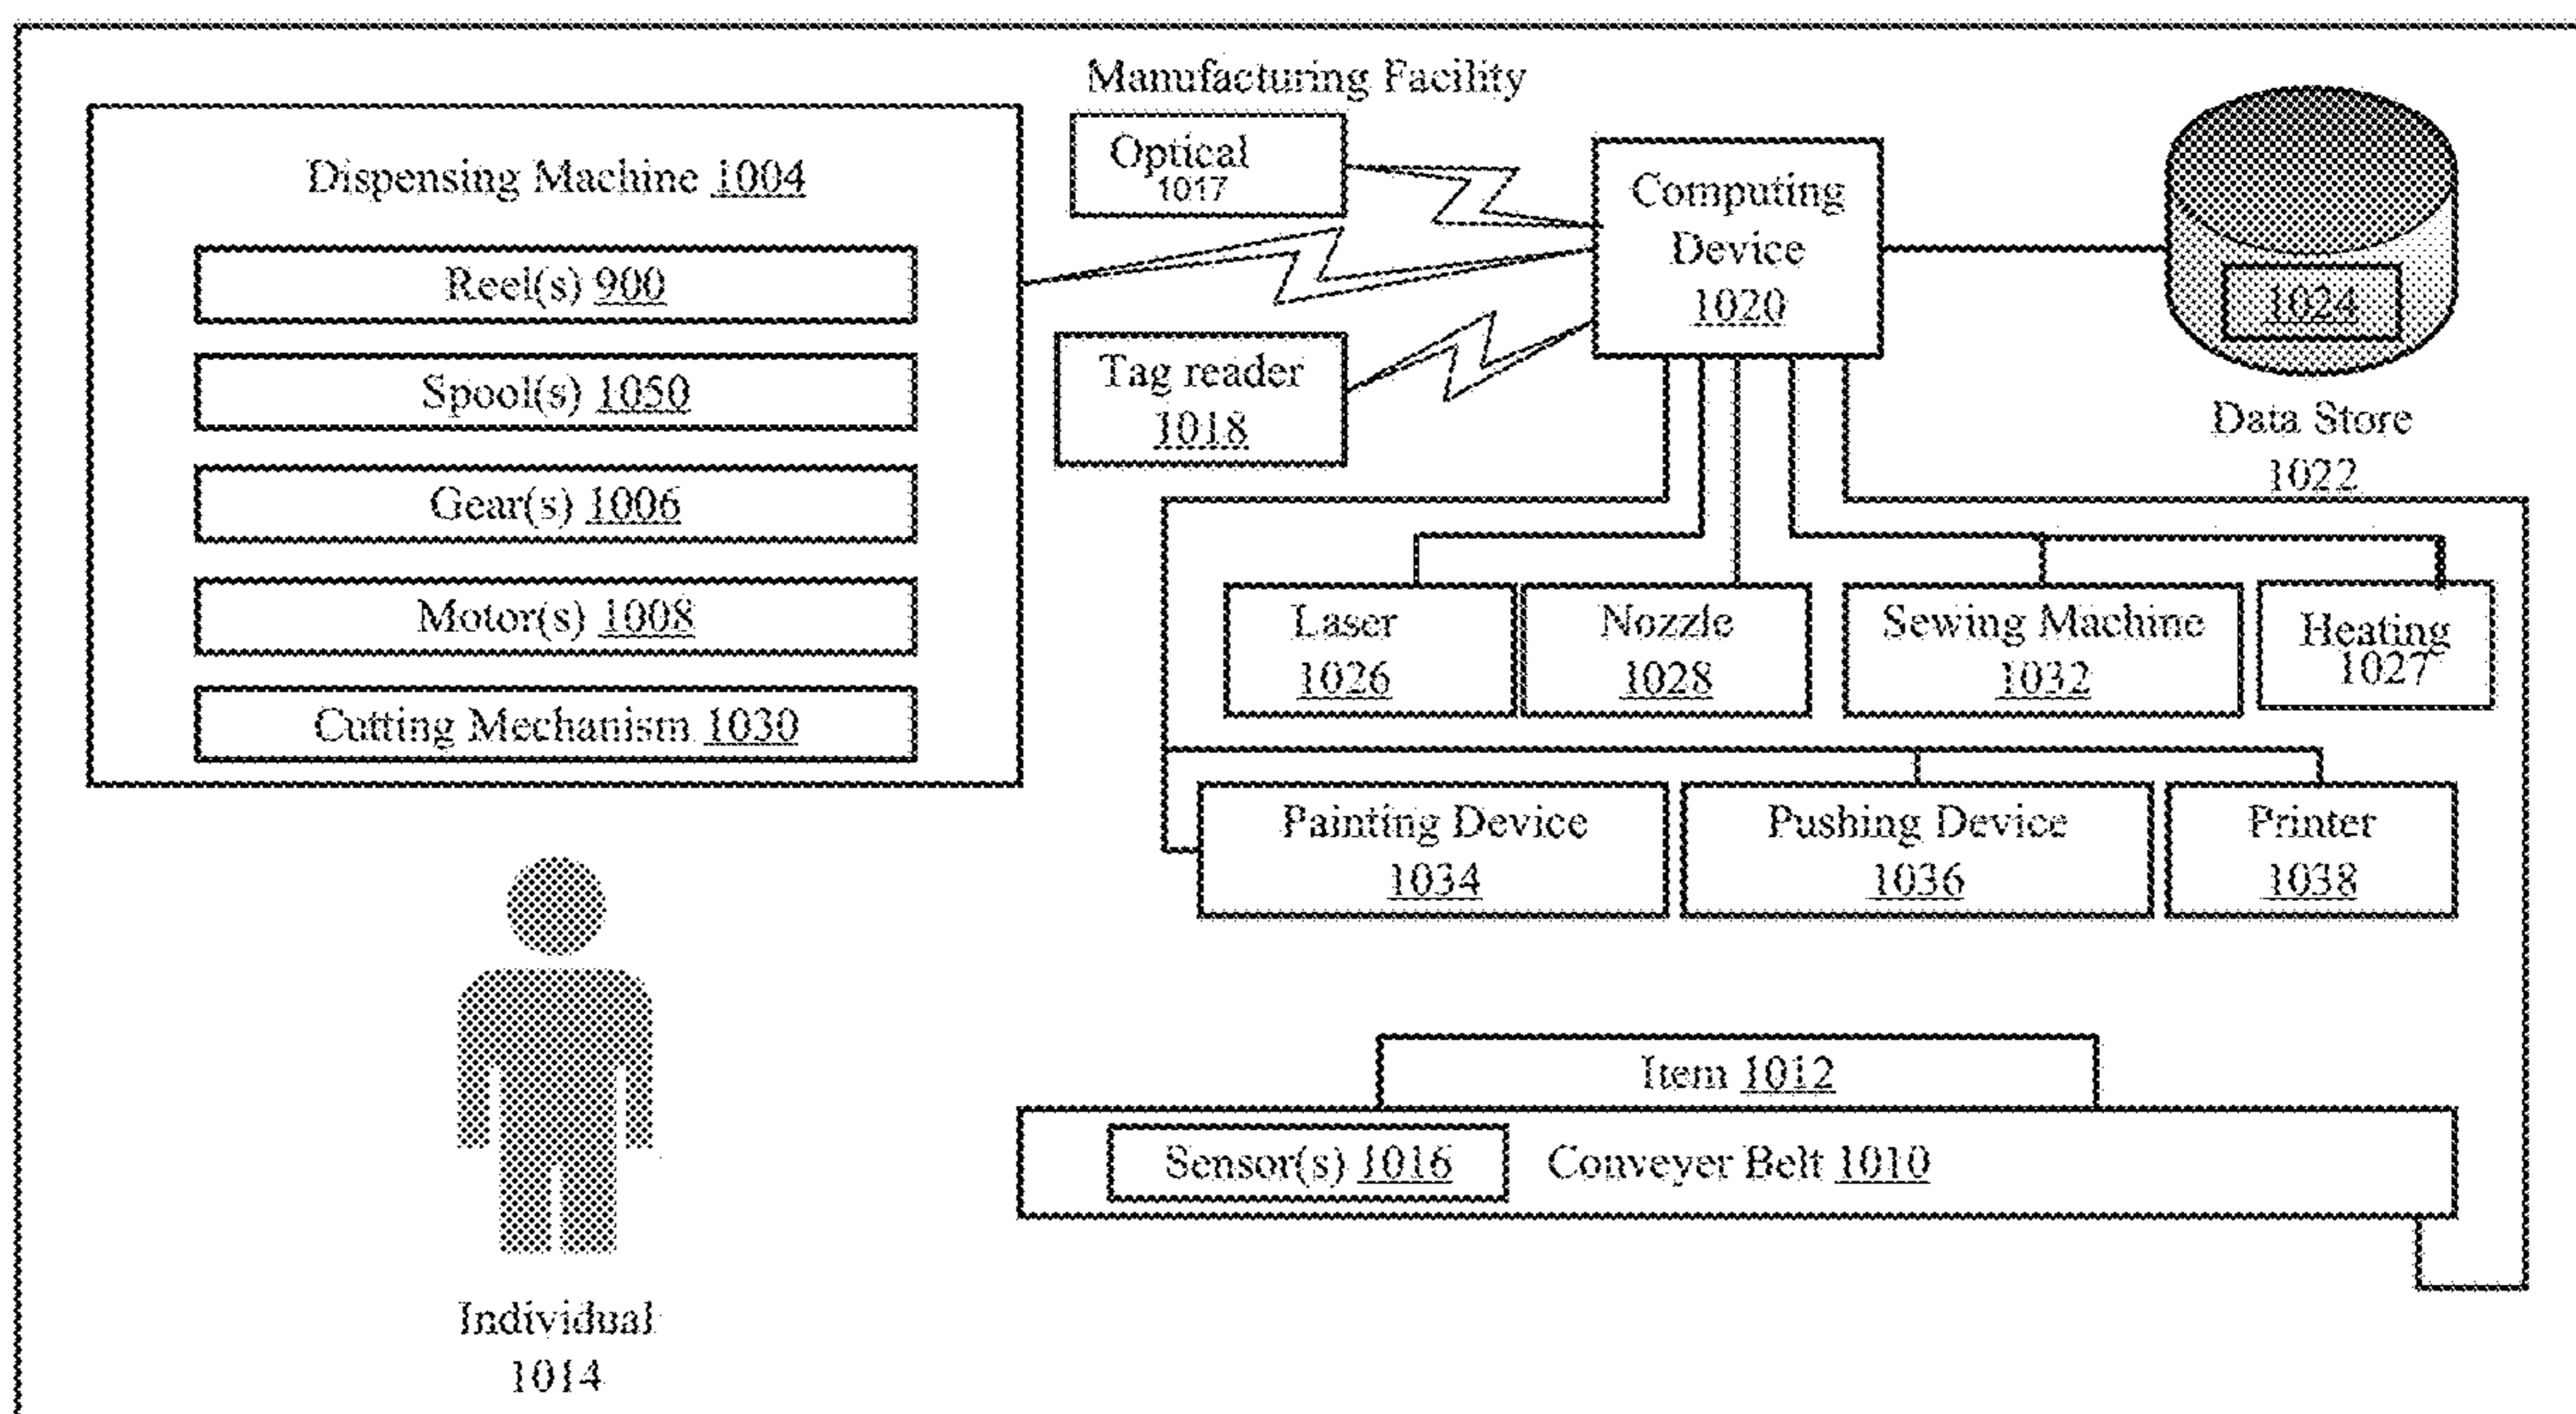 Manufacturing Facility
Dispensing Machine 1004
Reel(s) 900
Spool(s) 1050
Gear(s) 1006
Motor(s) 1008
Cutting Mechanism 1030
Optical
1017
Tag reader
1018
Computing
Device
1020
1024
Data Store
1022
Laser
1026
Nozzle
1028
Sewing Machine
1032
Heating
1027
Painting Device
1034
Pushing Device
1036
Printer
1038
Item 1012
Sensor(s) 1016
Conveyer Belt 1010
Individual
1014